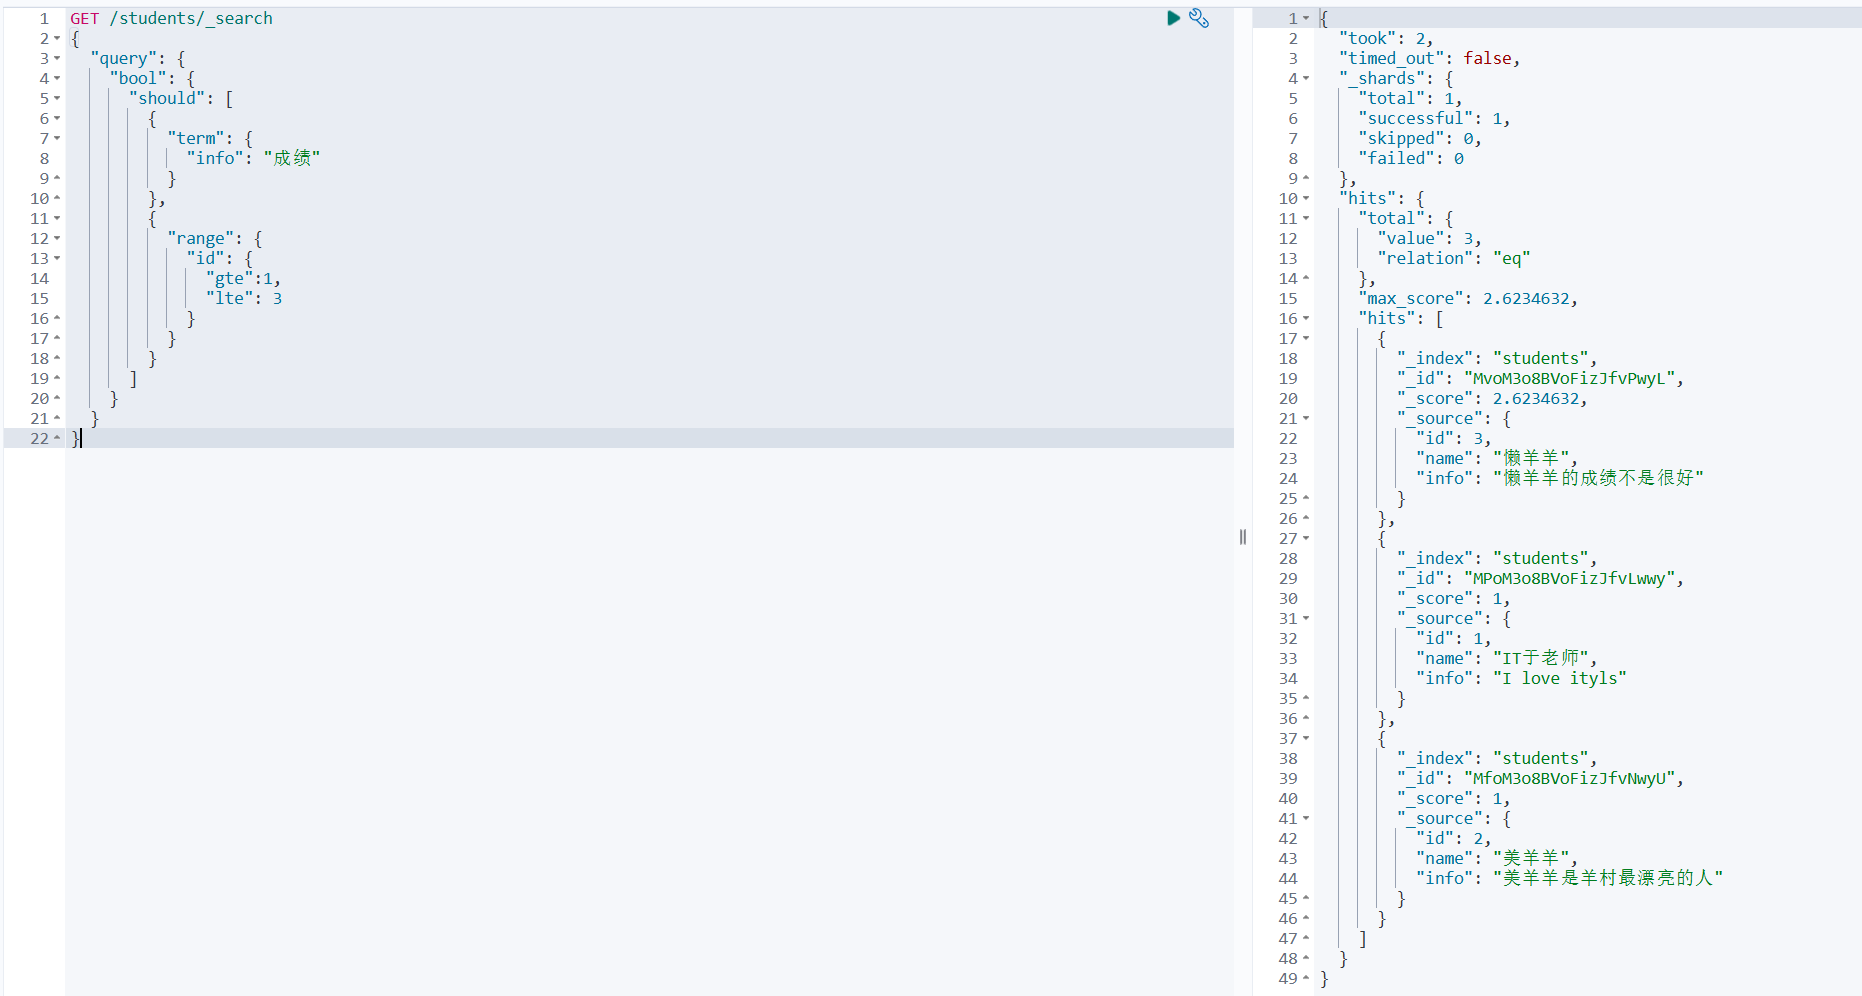 1 GET /students/_search
2 {
3 "query": {
4 "bool": {
5 "should": [
6 {
7 "term": {
8 "info": "成绩"
9 }
10 },
11 {
12 "range": {
13 "id": {
14 "gte":1,
15 "lte": 3
16 }
17 }
18 }
19 ]
20 }
21 }
22 }
1 {
2 "took": 2,
3 "timed_out": false,
4 "_shards": {
5 "total": 1,
6 "successful": 1,
7 "skipped": 0,
8 "failed": 0
9 },
10 "hits": {
11 "total": {
12 "value": 3,
13 "relation": "eq"
14 },
15 "max_score": 2.6234632,
16 "hits": [
17 {
18 "_index": "students",
19 "_id": "MvoM3o8BVoFizJfvPwyL",
20 "_score": 2.6234632,
21 "_source": {
22 "id": 3,
23 "name": "懒羊羊",
24 "info": "懒羊羊的成绩不是很好"
25 }
26 },
27 {
28 "_index": "students",
29 "_id": "MPoM3o8BVoFizJfvLwwy",
30 "_score": 1,
31 "_source": {
32 "id": 1,
33 "name": "IT于老师",
34 "info": "I love ityls"
35 }
36 },
37 {
38 "_index": "students",
39 "_id": "MfoM3o8BVoFizJfvNwyU",
40 "_score": 1,
41 "_source": {
42 "id": 2,
43 "name": "美羊羊",
44 "info": "美羊羊是羊村最漂亮的人"
45 }
46 }
47 ]
48 }
49 }